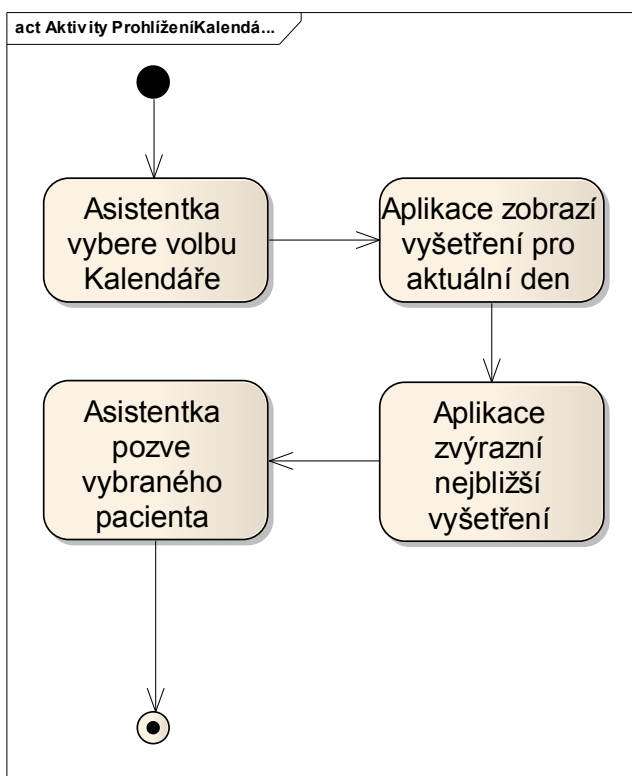 act Aktivity ProhlíženíKalendá...
Asistentka
vybere volbu
Kalendáře
Aplikace zobrazí
vyšetření pro
aktuální den
Aplikace
zvýrazní
nejbližší
vyšetření
Asistentka
pozve
vybraného
pacienta